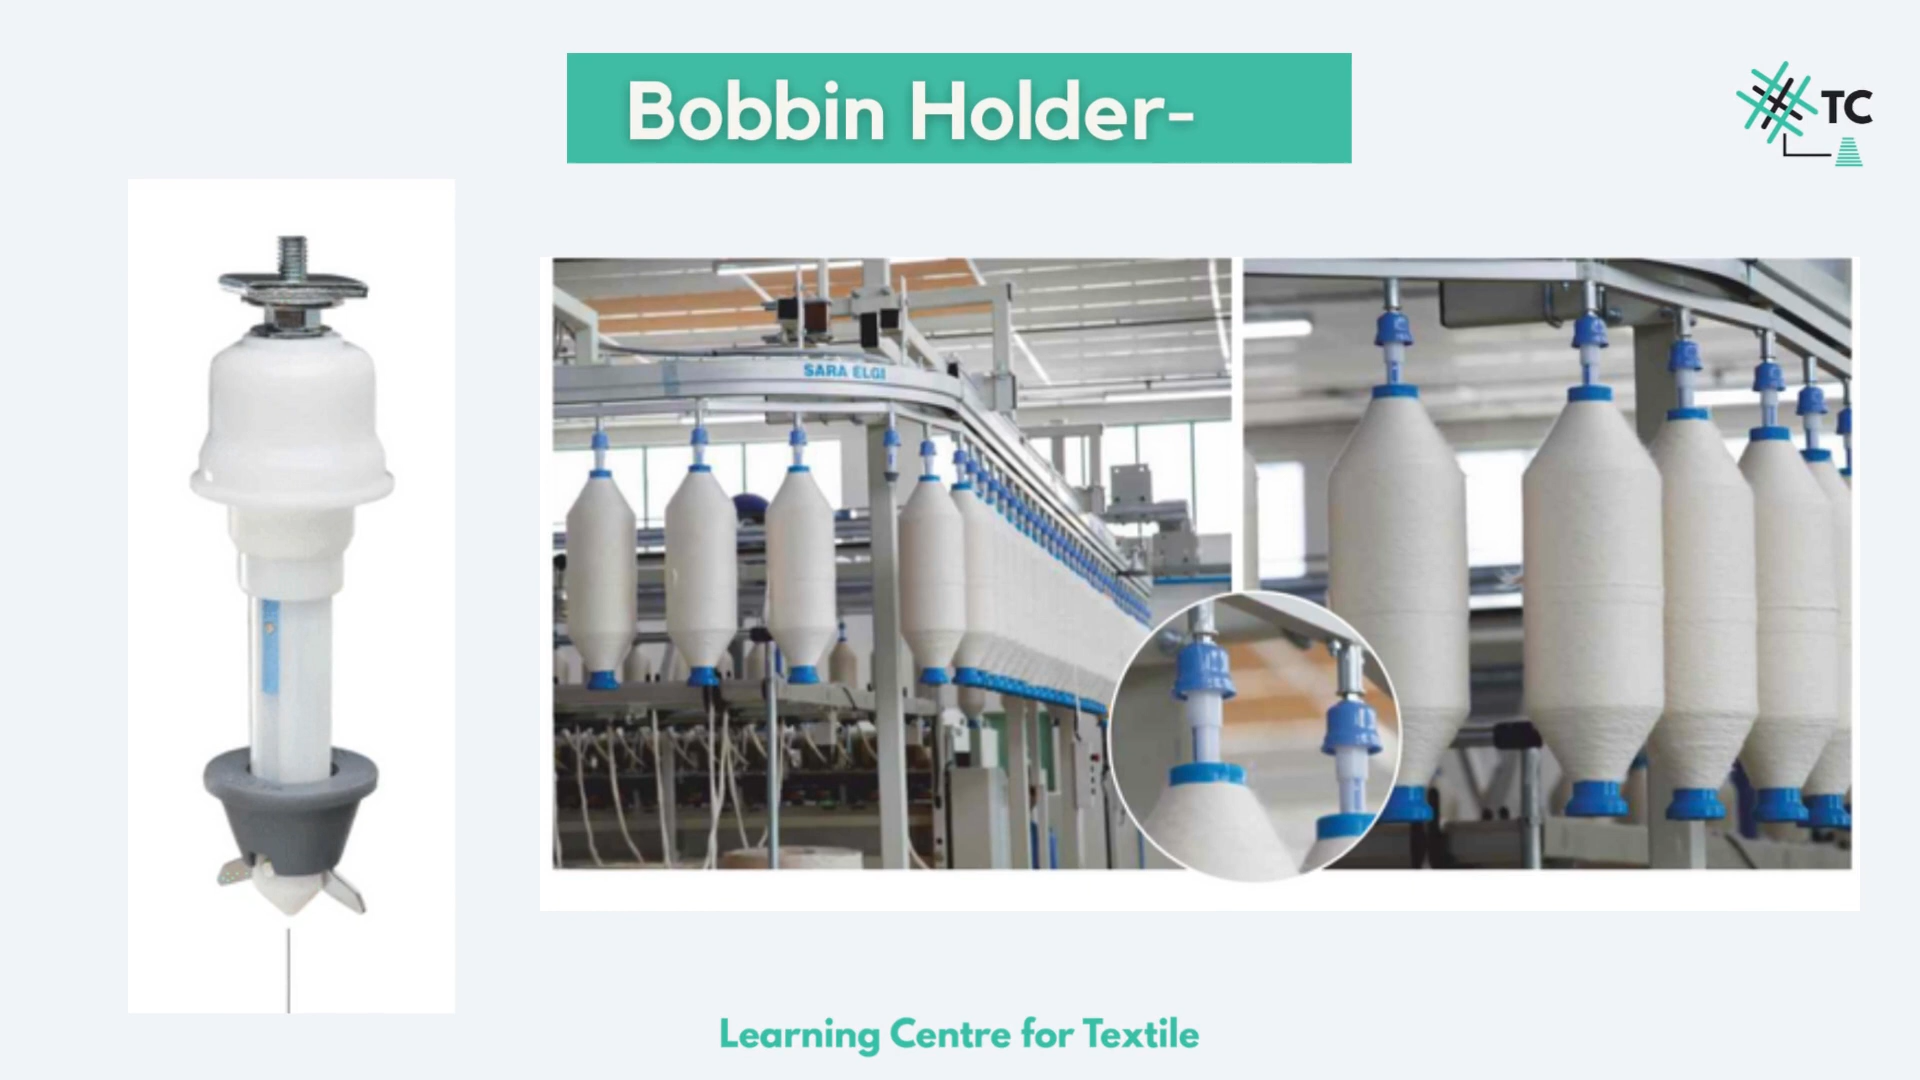 Bobbin Holder-
TC
SARA ELGI
Learning Centre for Textile